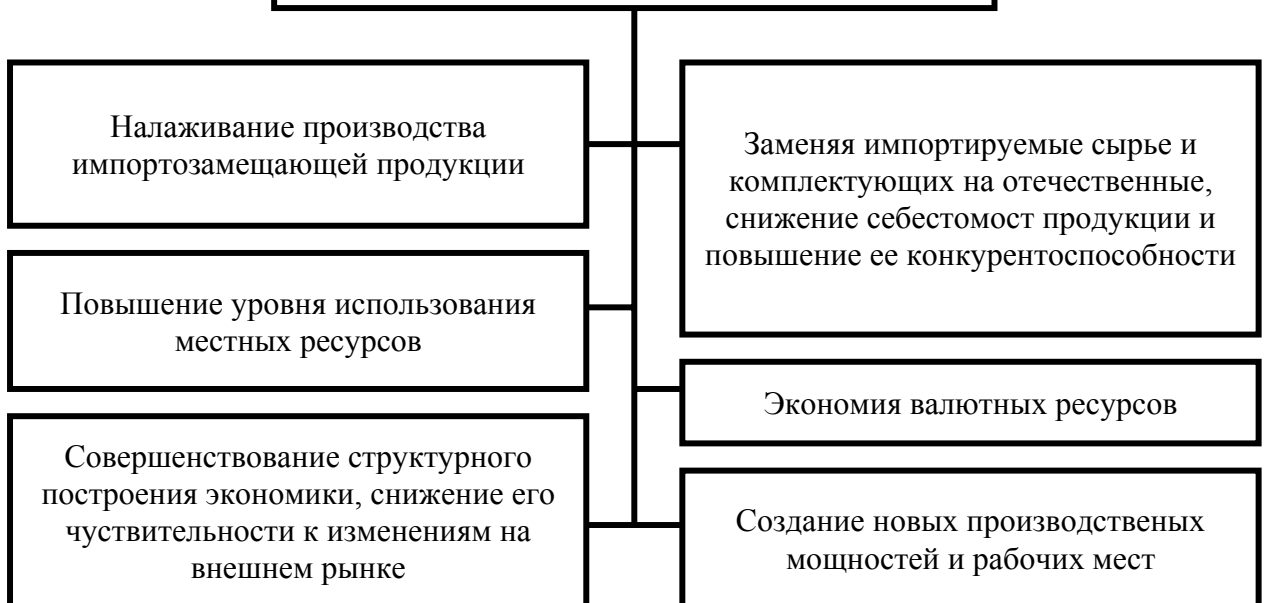 Налаживание производства
импортозамещающей продукции
Заменяя импортируемые сырье и
комплектующих на отечественные,
снижение себестомост продукции и
повышение ее конкурентоспособности
Повышение уровня использования
местных ресурсов
Экономия валютных ресурсов
Совершенствование структурного
построения экономики, снижение его
чуствительности к изменениям на
внешнем рынке
Создание новых производственых
мощностей и рабочих мест